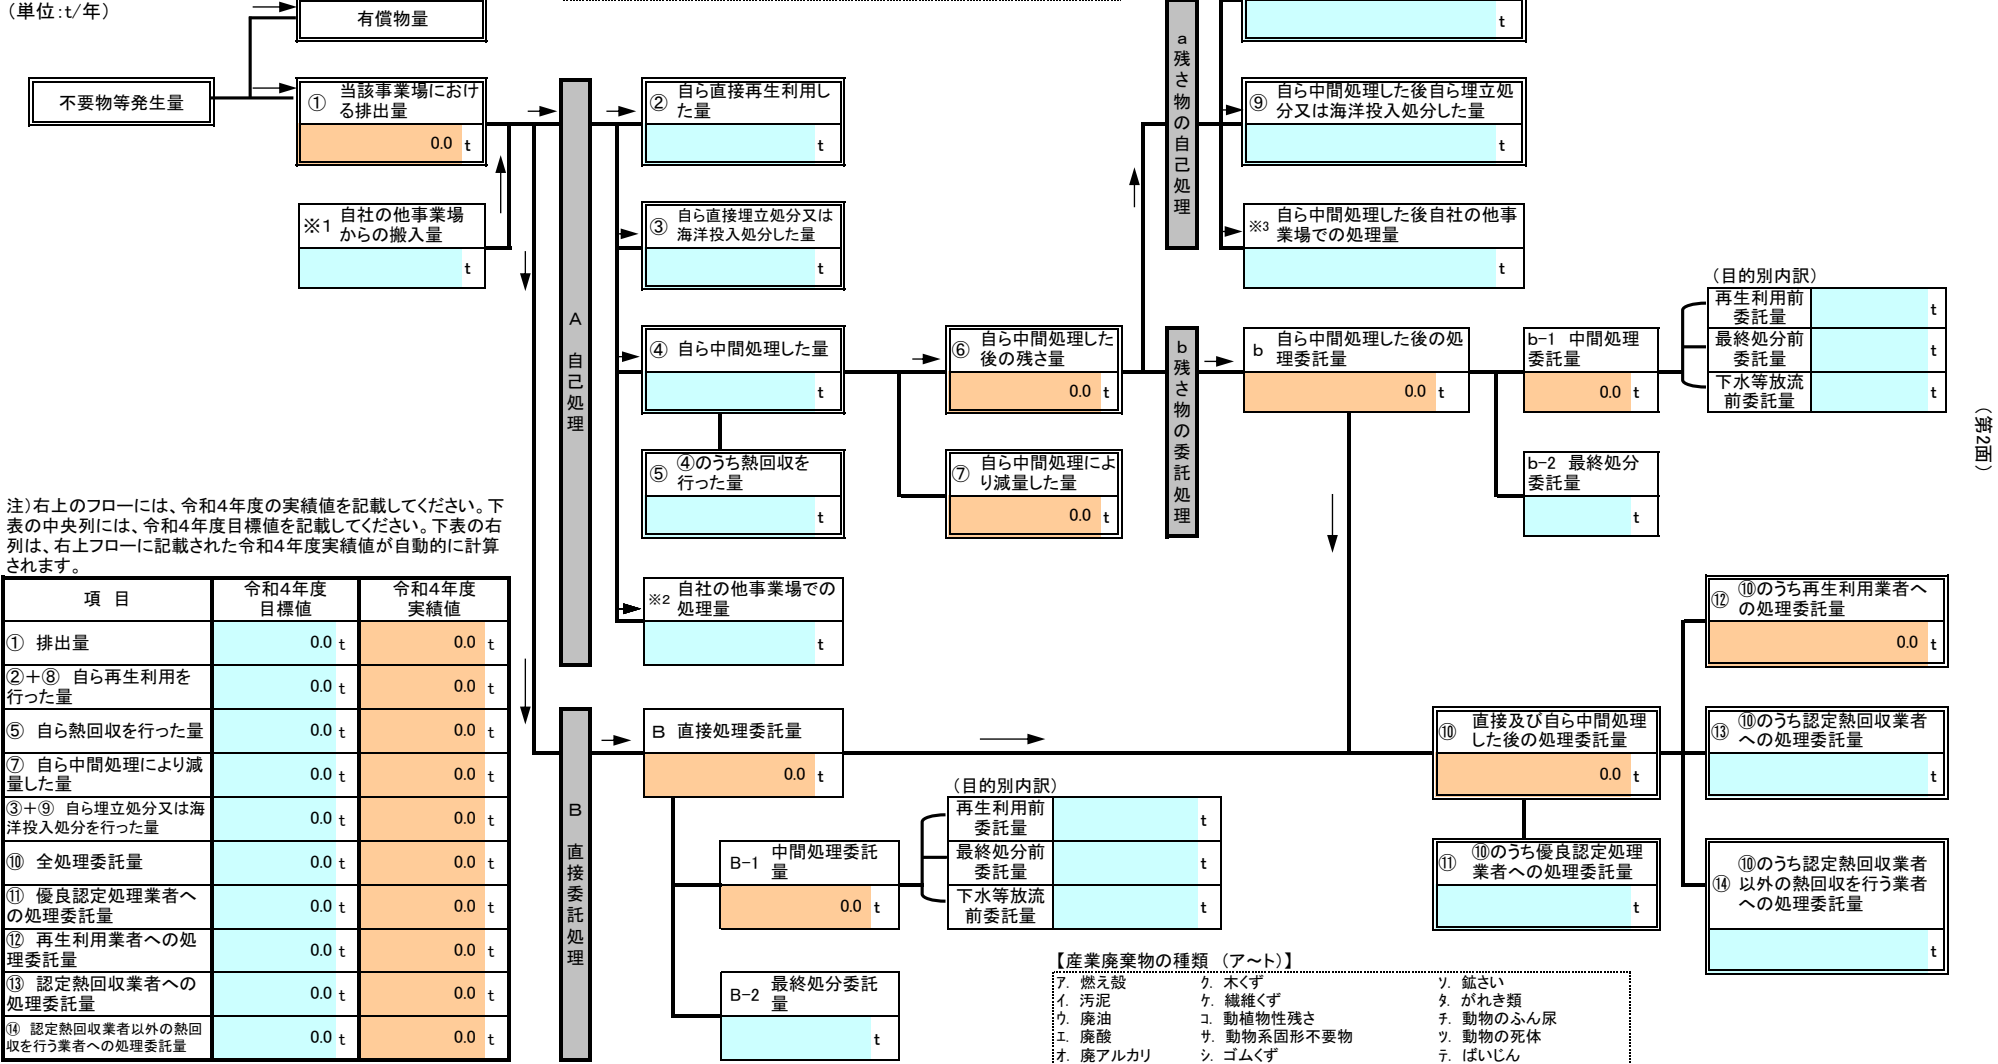 (単位:t/年)
有償物量
不要物等発生量
① 当該事業場におけ
る排出量
0.0 t
※1 自社の他事業場
からの搬入量
t
A 自己処理
② 自ら直接再生利用し
た量
t
③ 自ら直接埋立処分又は
海洋投入処分した量
t
④ 自ら中間処理した量
t
⑤ ④のうち熱回収を
行った量
t
※2 自社の他事業場での
処理量
t
⑥ 自ら中間処理した
後の残さ量
0.0 t
⑦ 自ら中間処理によ
り減量した量
0.0 t
a残さ物の自己処理
t
⑨ 自ら中間処理した後自ら埋立処
分又は海洋投入処分した量
t
※3 自ら中間処理した後自社の他事
業場での処理量
t
b残さ物の委託処理
b 自ら中間処理した後の処
理委託量
0.0 t
b-1 中間処理
委託量
0.0 t
b-2 最終処分
委託量
t
(目的別内訳)
再生利用前
委託量
t
最終処分前
委託量
t
下水等放流
前委託量
t
(第2面)
注)右上のフローには、令和4年度の実績値を記載してください。下
表の中央列には、令和4年度目標値を記載してください。下表の右
列は、右上フローに記載された令和4年度実績値が自動的に計算
されます。
項 目 令和4年度
目標値 令和4年度
実績値
① 排出量 0.0 t 0.0 t
②+⑧ 自ら再生利用を
行った量 0.0 t 0.0 t
⑤ 自ら熱回収を行った量 0.0 t 0.0 t
⑦ 自ら中間処理により減
量した量 0.0 t 0.0 t
③+⑨ 自ら埋立処分又は海
洋投入処分を行った量 0.0 t 0.0 t
⑩ 全処理委託量 0.0 t 0.0 t
⑪ 優良認定処理業者へ
の処理委託量 0.0 t 0.0 t
⑫ 再生利用業者への処
理委託量 0.0 t 0.0 t
⑬ 認定熱回収業者への
処理委託量 0.0 t 0.0 t
⑭ 認定熱回収業者以外の熱回
収を行う業者への処理委託量 0.0 t 0.0 t
B 直接委託処理
B 直接処理委託量
0.0 t
B-1 中間処理委託
量
0.0 t
B-2 最終処分委託
量
t
(目的別内訳)
再生利用前
委託量
t
最終処分前
委託量
t
下水等放流
前委託量
t
⑩ 直接及び自ら中間処理
した後の処理委託量
0.0 t
⑪ ⑩のうち優良認定処理
業者への処理委託量
t
⑫ ⑩のうち再生利用業者へ
の処理委託量
0.0 t
⑬ ⑩のうち認定熱回収業者
への処理委託量
t
⑭ ⑩のうち認定熱回収業者
以外の熱回収を行う業者
への処理委託量
t
【産業廃棄物の種類 (ア~ト)】
ア. 燃え殻 ク. 木くず ソ. 鉱さい
イ. 汚泥 ケ. 繊維くず タ. がれき類
ウ. 廃油 コ. 動植物性残さ チ. 動物のふん尿
エ. 廃酸 サ. 動物系固形不要物 ツ. 動物の死体
オ. 廃アルカリ シ. ゴムくず テ. ばいじん